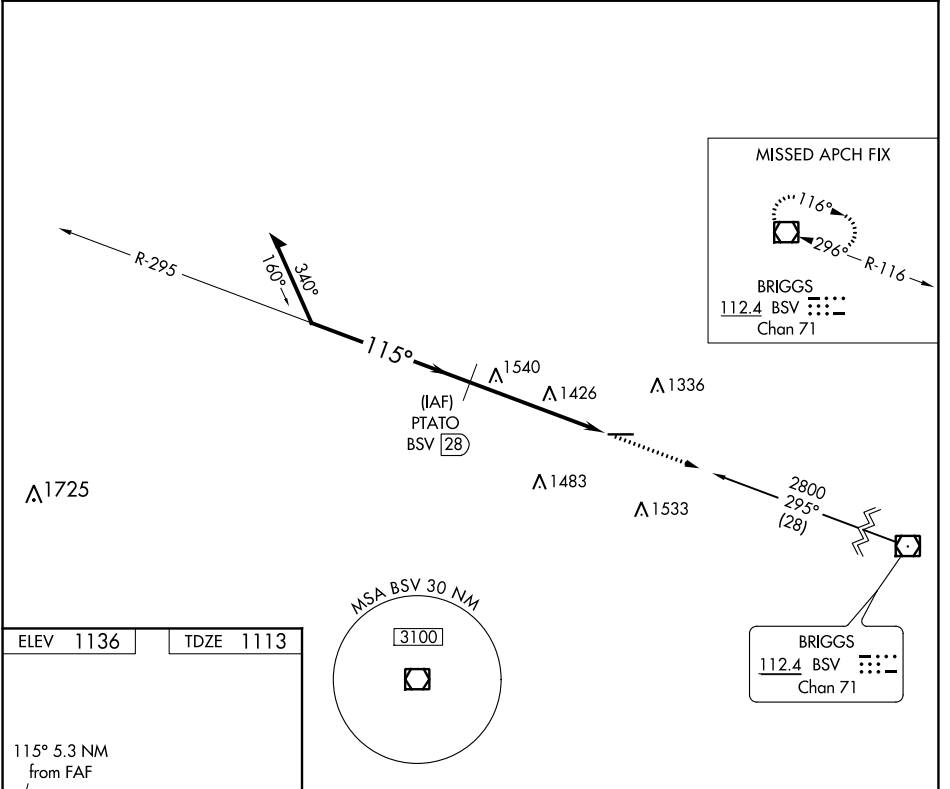 MISSED APCH FIX
116°
296°
R-116
BRIGGS
112.4 BSV
Chan 71
R-295
340°
160°
115°
1540
1426
1336
(IAF)
PTATO
BSV 28
1725
1483
1533
2800
295°
(28)
MSA BSV 30 NM
3100
BRIGGS
112.4 BSV
Chan 71
ELEV 1136
TDZE 1113
115° 5.3 NM
from FAF